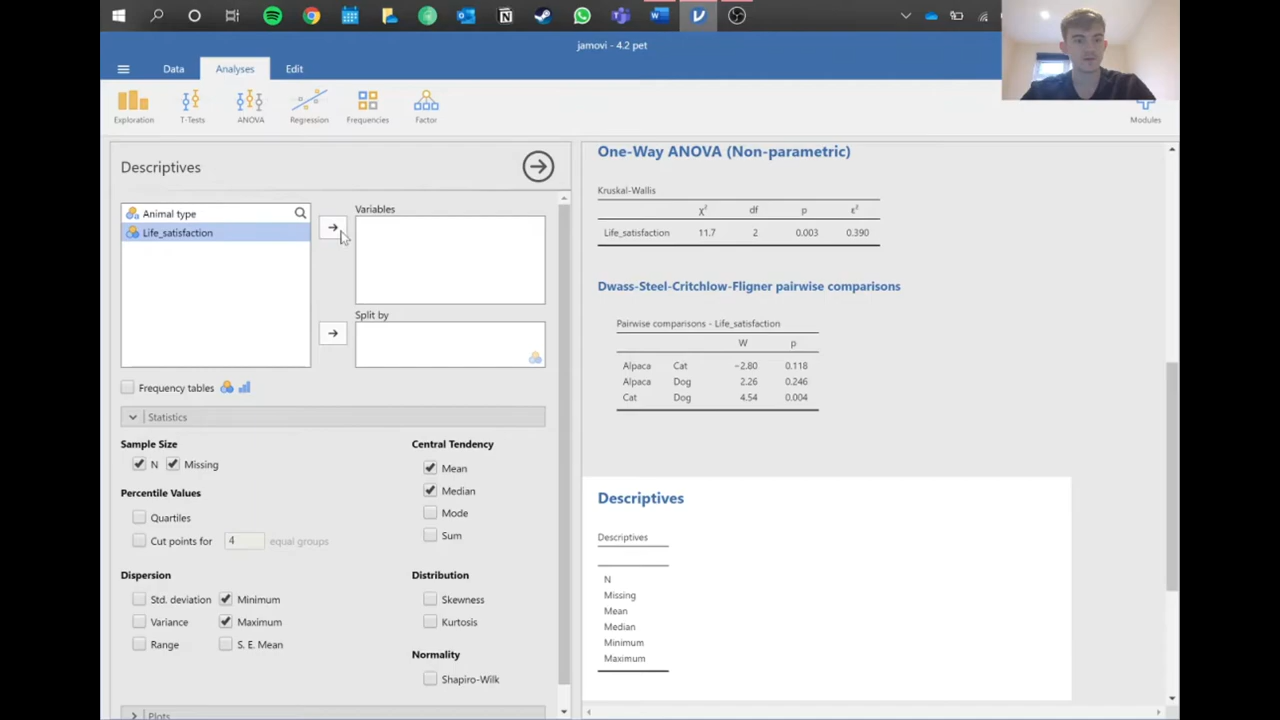 jamovi - 4.2 pet
Data
Analyses
Edit
Exploration
T-Tests
ANOVA
Regression
Frequencies
Factor
Modules
Descriptives
Animal type
Life_satisfaction
Variables
Split by
Frequency tables
Statistics
Sample Size
N
Missing
Percentile Values
Quartiles
Cut points for 4 equal groups
Dispersion
Std. deviation
Minimum
Variance
Maximum
Range
S. E. Mean
Central Tendency
Mean
Median
Mode
Sum
Distribution
Skewness
Kurtosis
Normality
Shapiro-Wilk
Plots
One-Way ANOVA (Non-parametric)
Kruskal-Wallis
χ² df p ε²
Life_satisfaction 11.7 2 0.003 0.390
Dwass-Steel-Critchlow-Fligner pairwise comparisons
Pairwise comparisons - Life_satisfaction
W p
Alpaca Cat −2.80 0.118
Alpaca Dog 2.26 0.246
Cat Dog 4.54 0.004
Descriptives
Descriptives
N
Missing
Mean
Median
Minimum
Maximum